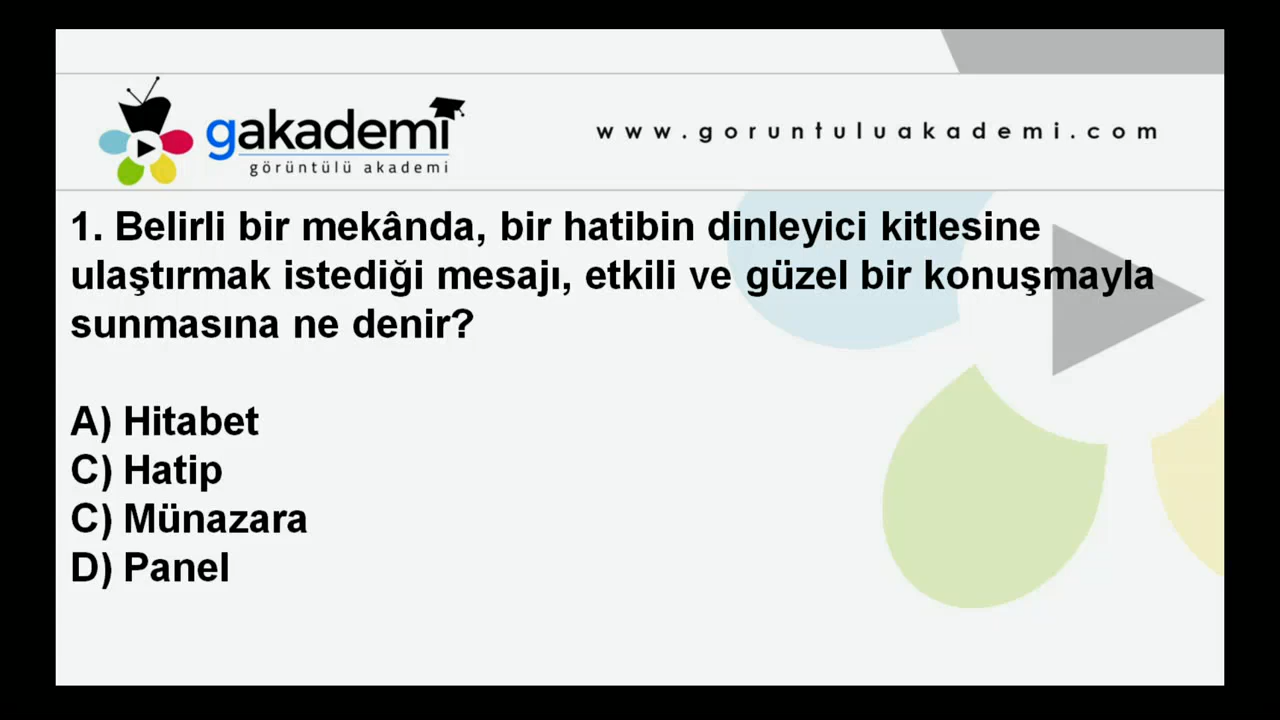 gakademi
görüntülü akademi
www.goruntuluakademi.com
1. Belirli bir mekânda, bir hatibin dinleyici kitlesine
ulaştırmak istediği mesajı, etkili ve güzel bir konuşmayla
sunmasına ne denir?
A) Hitabet
C) Hatip
C) Münazara
D) Panel